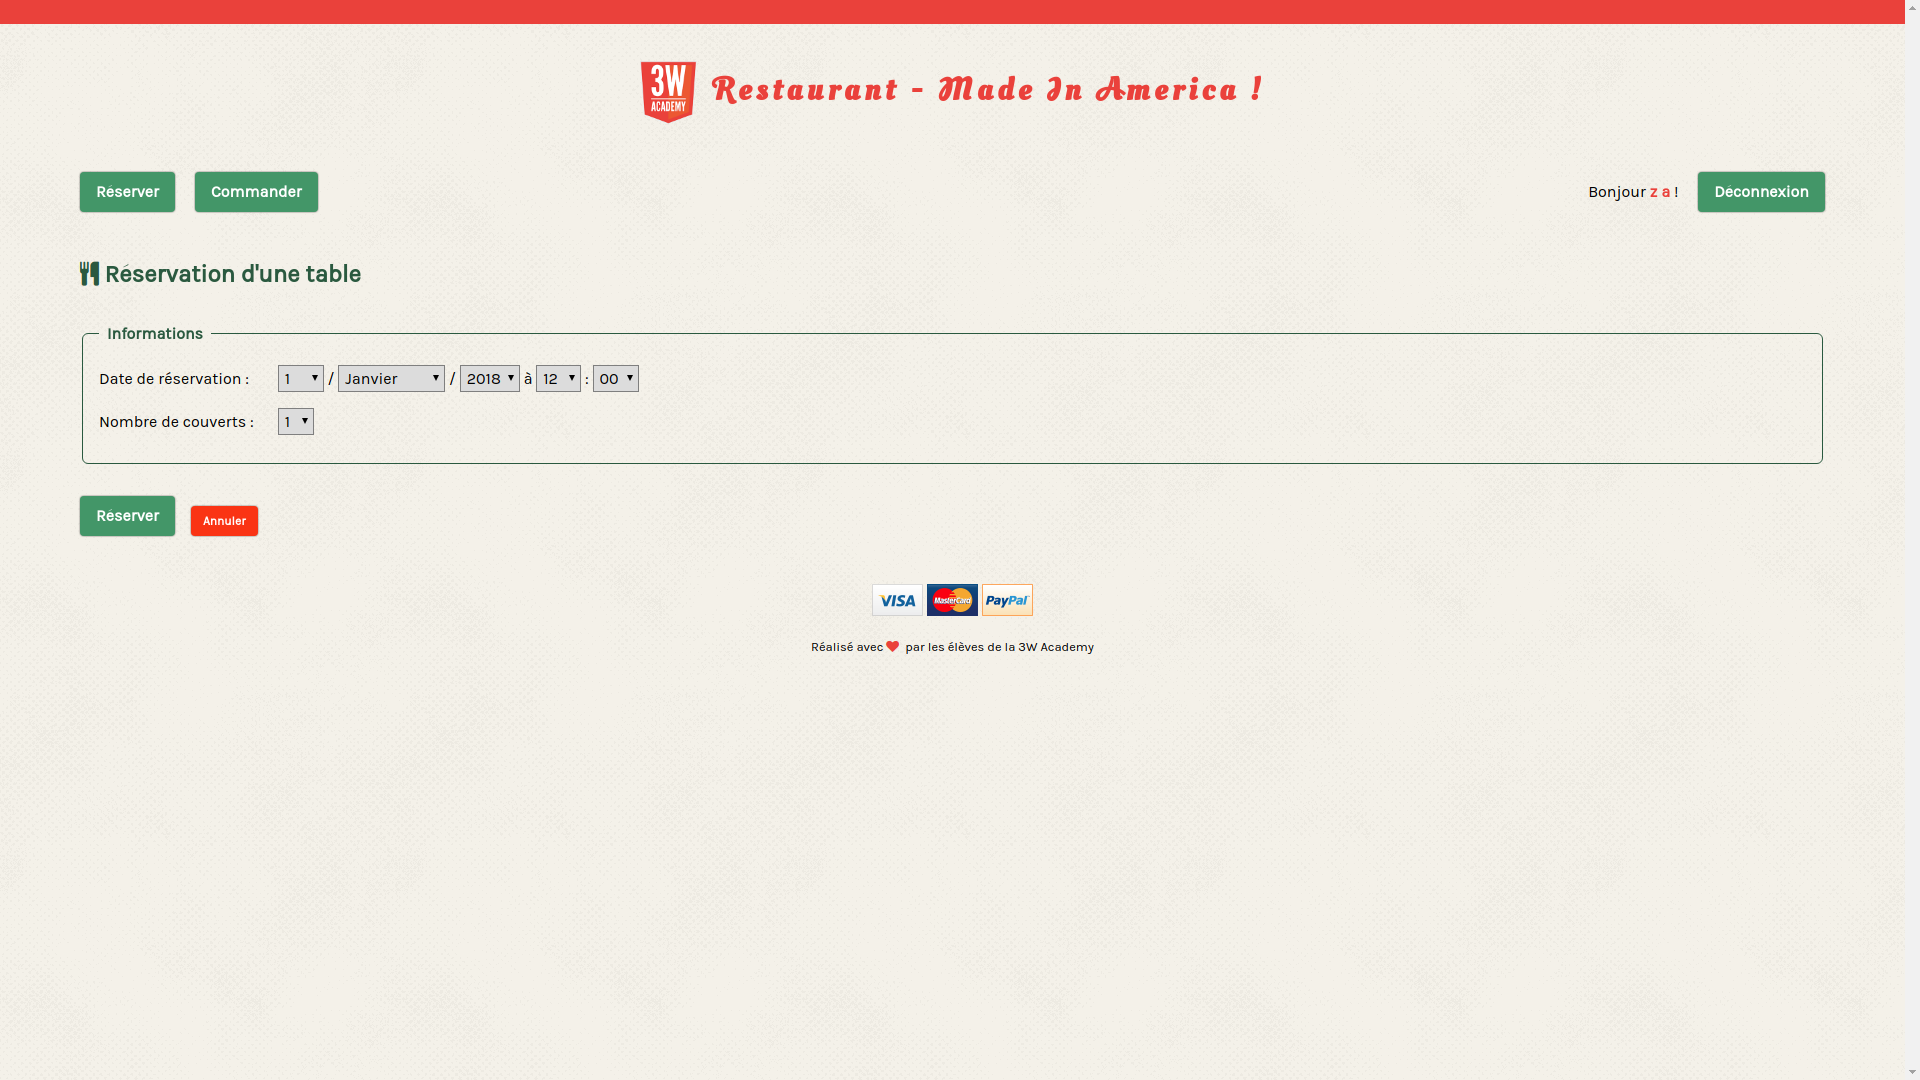 3W
ACADEMY
Restaurant - Made In America !
Réserver
Commander
Bonjour z a !
Déconnexion
Réservation d'une table
Informations
Date de réservation : 1 / Janvier / 2018 à 12 : 00
Nombre de couverts : 1
Réserver
Annuler
VISA
MasterCard
PayPal
Réalisé avec par les élèves de la 3W Academy